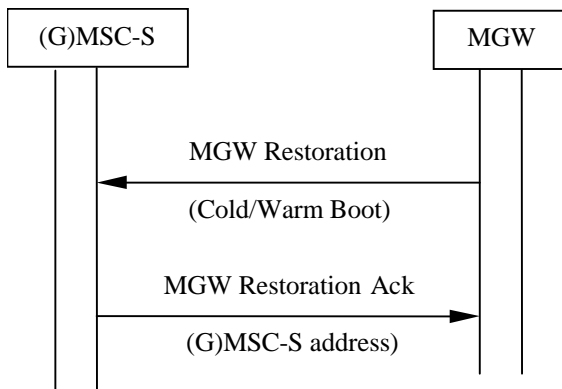 (G)MSC-S
MGW
MGW Restoration
(Cold/Warm Boot)
MGW Restoration Ack
(G)MSC-S address)